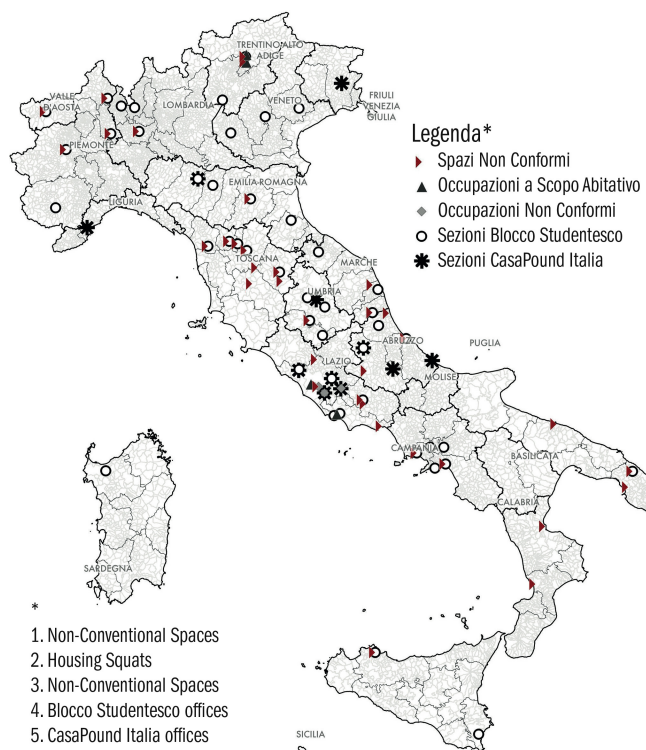 TRENTINO ALTO
ADIGE
VALLE
D'AOSTA
LOMBARDIA
VENETO
FRIULI
VENEZIA
GIULIA
PIEMONTE
EMILIA-ROMAGNA
LIGURIA
TOSCANA
MARCHE
UMBRIA
LAZIO
ABRUZZO
MOLISE
PUGLIA
CAMPANIA
BASILICATA
CALABRIA
SARDEGNA
SICILIA
Legenda*
Spazi Non Conformi
Occupazioni a Scopo Abitativo
Occupazioni Non Conformi
Sezioni Blocco Studentesco
Sezioni CasaPound Italia
*
1. Non-Conventional Spaces
2. Housing Squats
3. Non-Conventional Spaces
4. Blocco Studentesco offices
5. CasaPound Italia offices